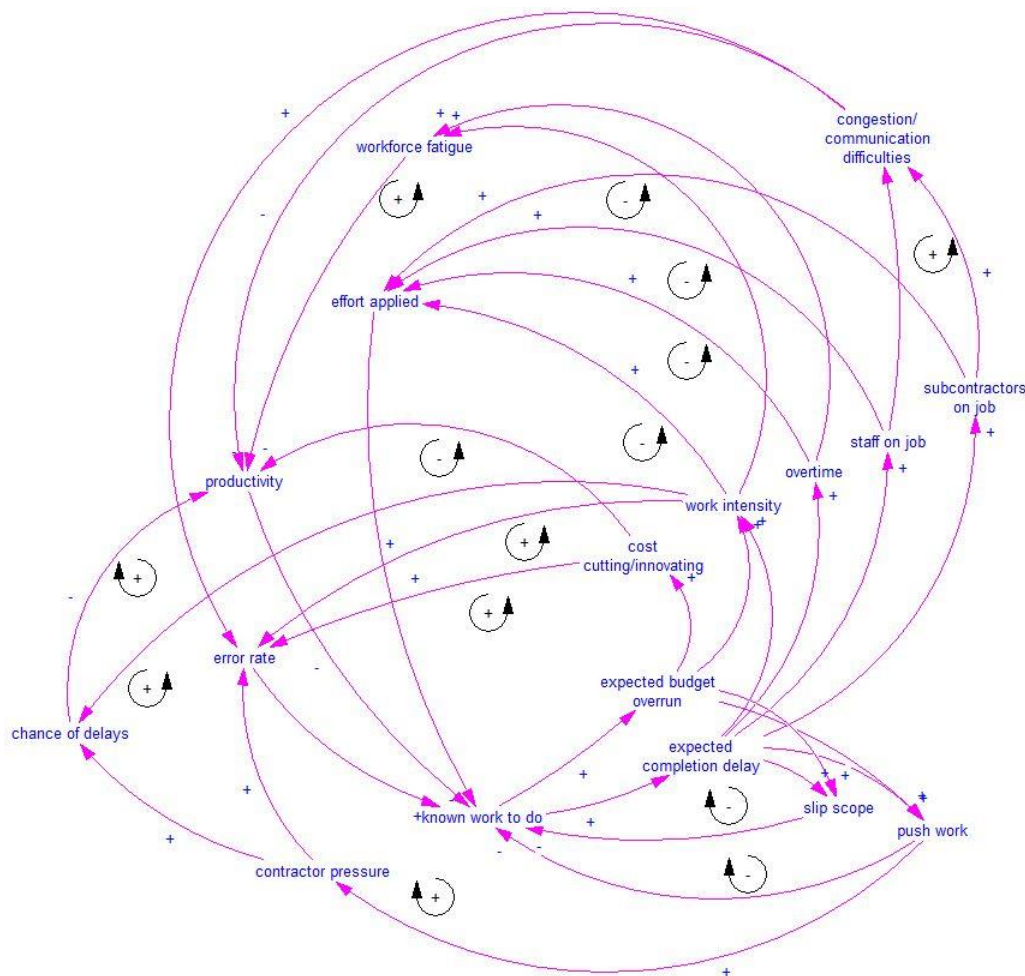 congestion/
communication
difficulties
+
+ +
workforce fatigue
+
-
+
-
+
+
+
-
+
effort applied
-
+
subcontractors
on job
+
staff on job
-
-
-
productivity
overtime
+
+
work intensity
+
+
+
+
cost
cutting/innovating
+
+
+
-
+
error rate
-
+
expected budget
overrun
chance of delays
expected
completion delay
+
+
+
+
+
+
+
-
slip scope
+
known work to do
+
push work
+
-
-
contractor pressure
-
+
+